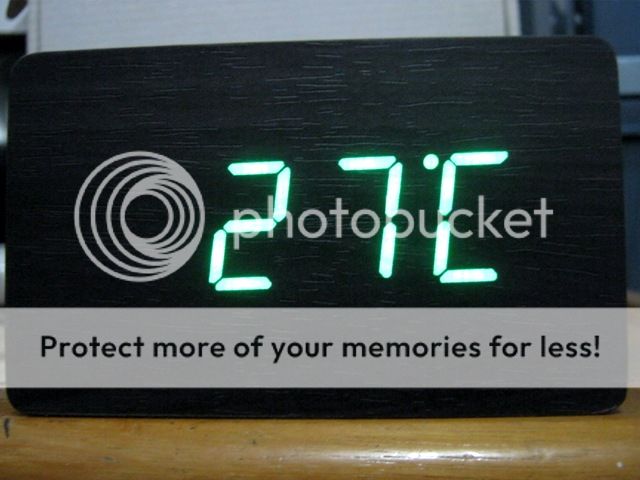 27°C
photobucket
Protect more of your memories for less!